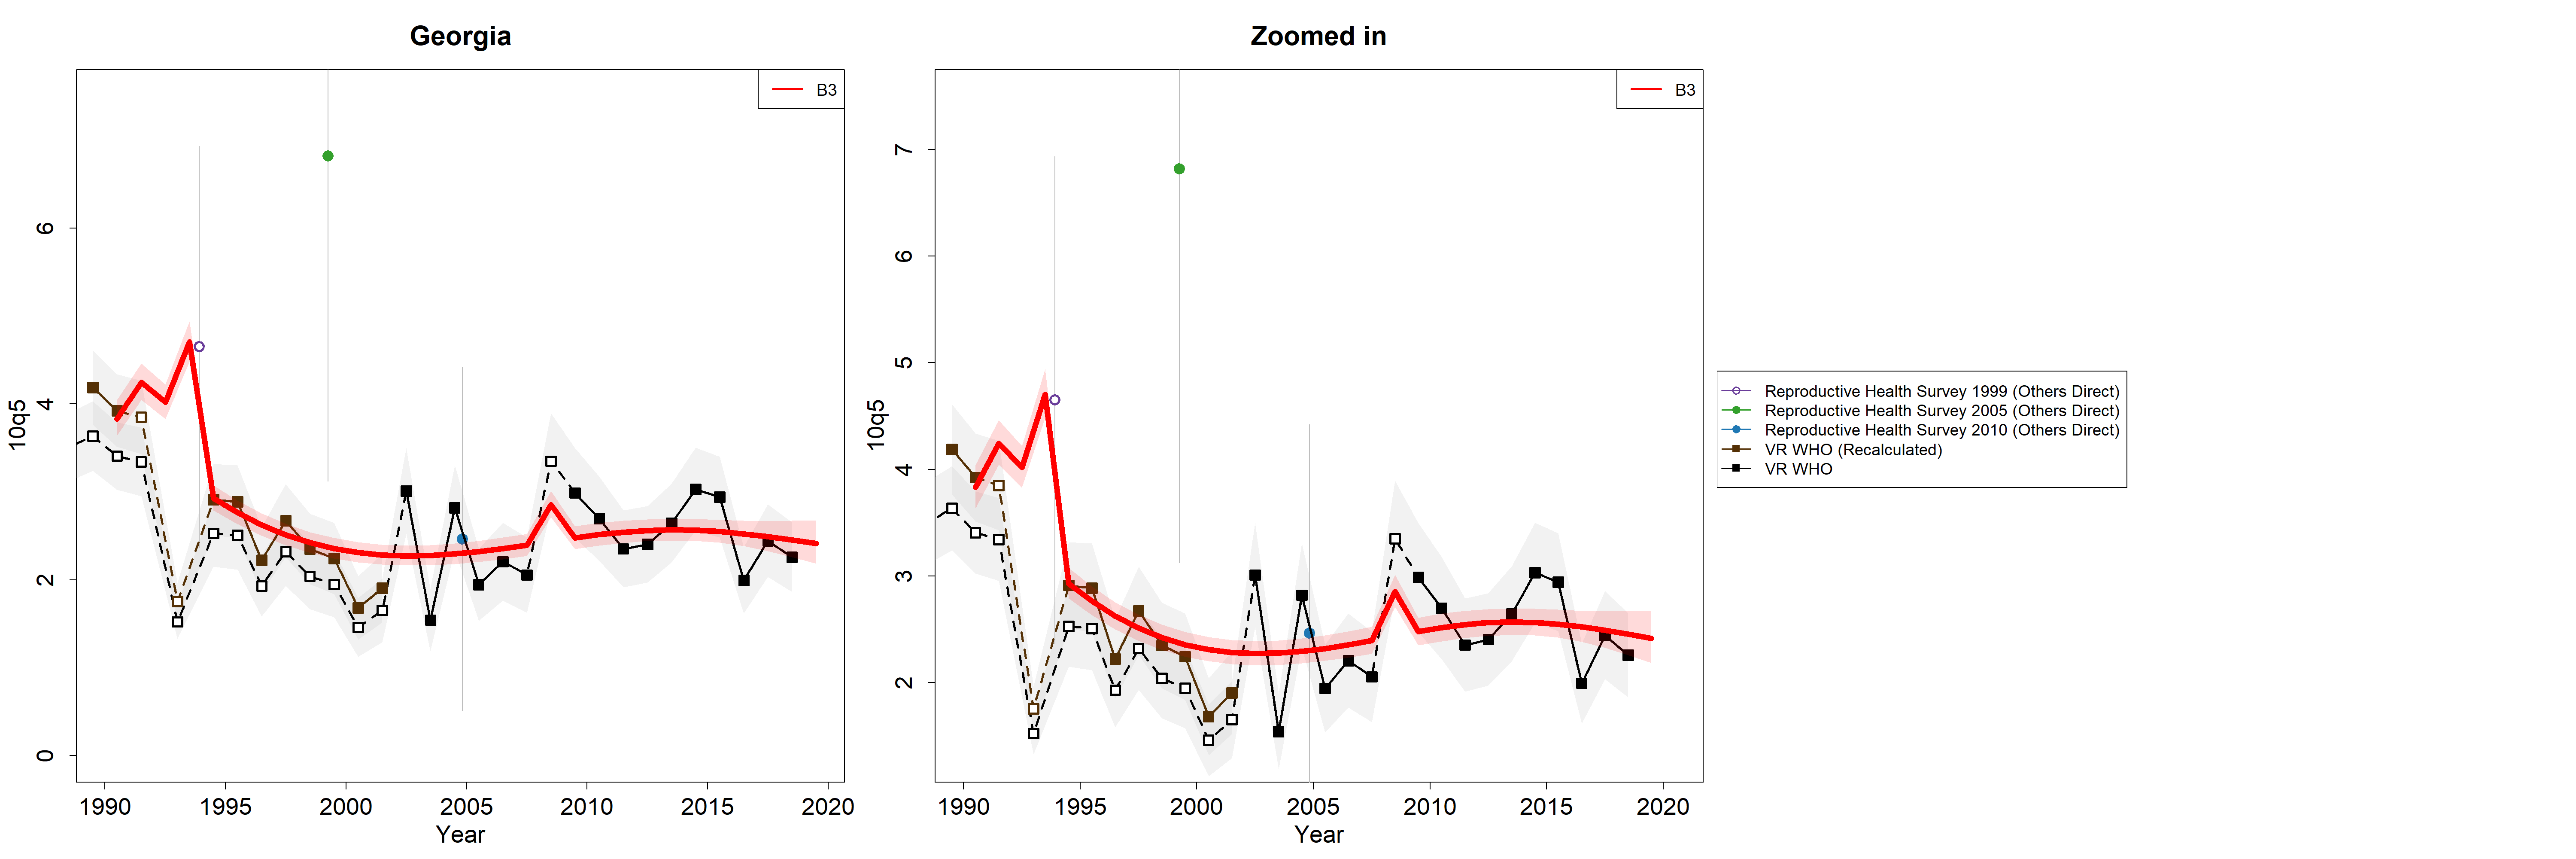 Georgia
B3
10q5
6
4
2
0
1990 1995 2000 2005 2010 2015 2020
Year
Zoomed in
B3
10q5
7
6
5
4
3
2
1990 1995 2000 2005 2010 2015 2020
Year
Reproductive Health Survey 1999 (Others Direct)
Reproductive Health Survey 2005 (Others Direct)
Reproductive Health Survey 2010 (Others Direct)
VR WHO (Recalculated)
VR WHO